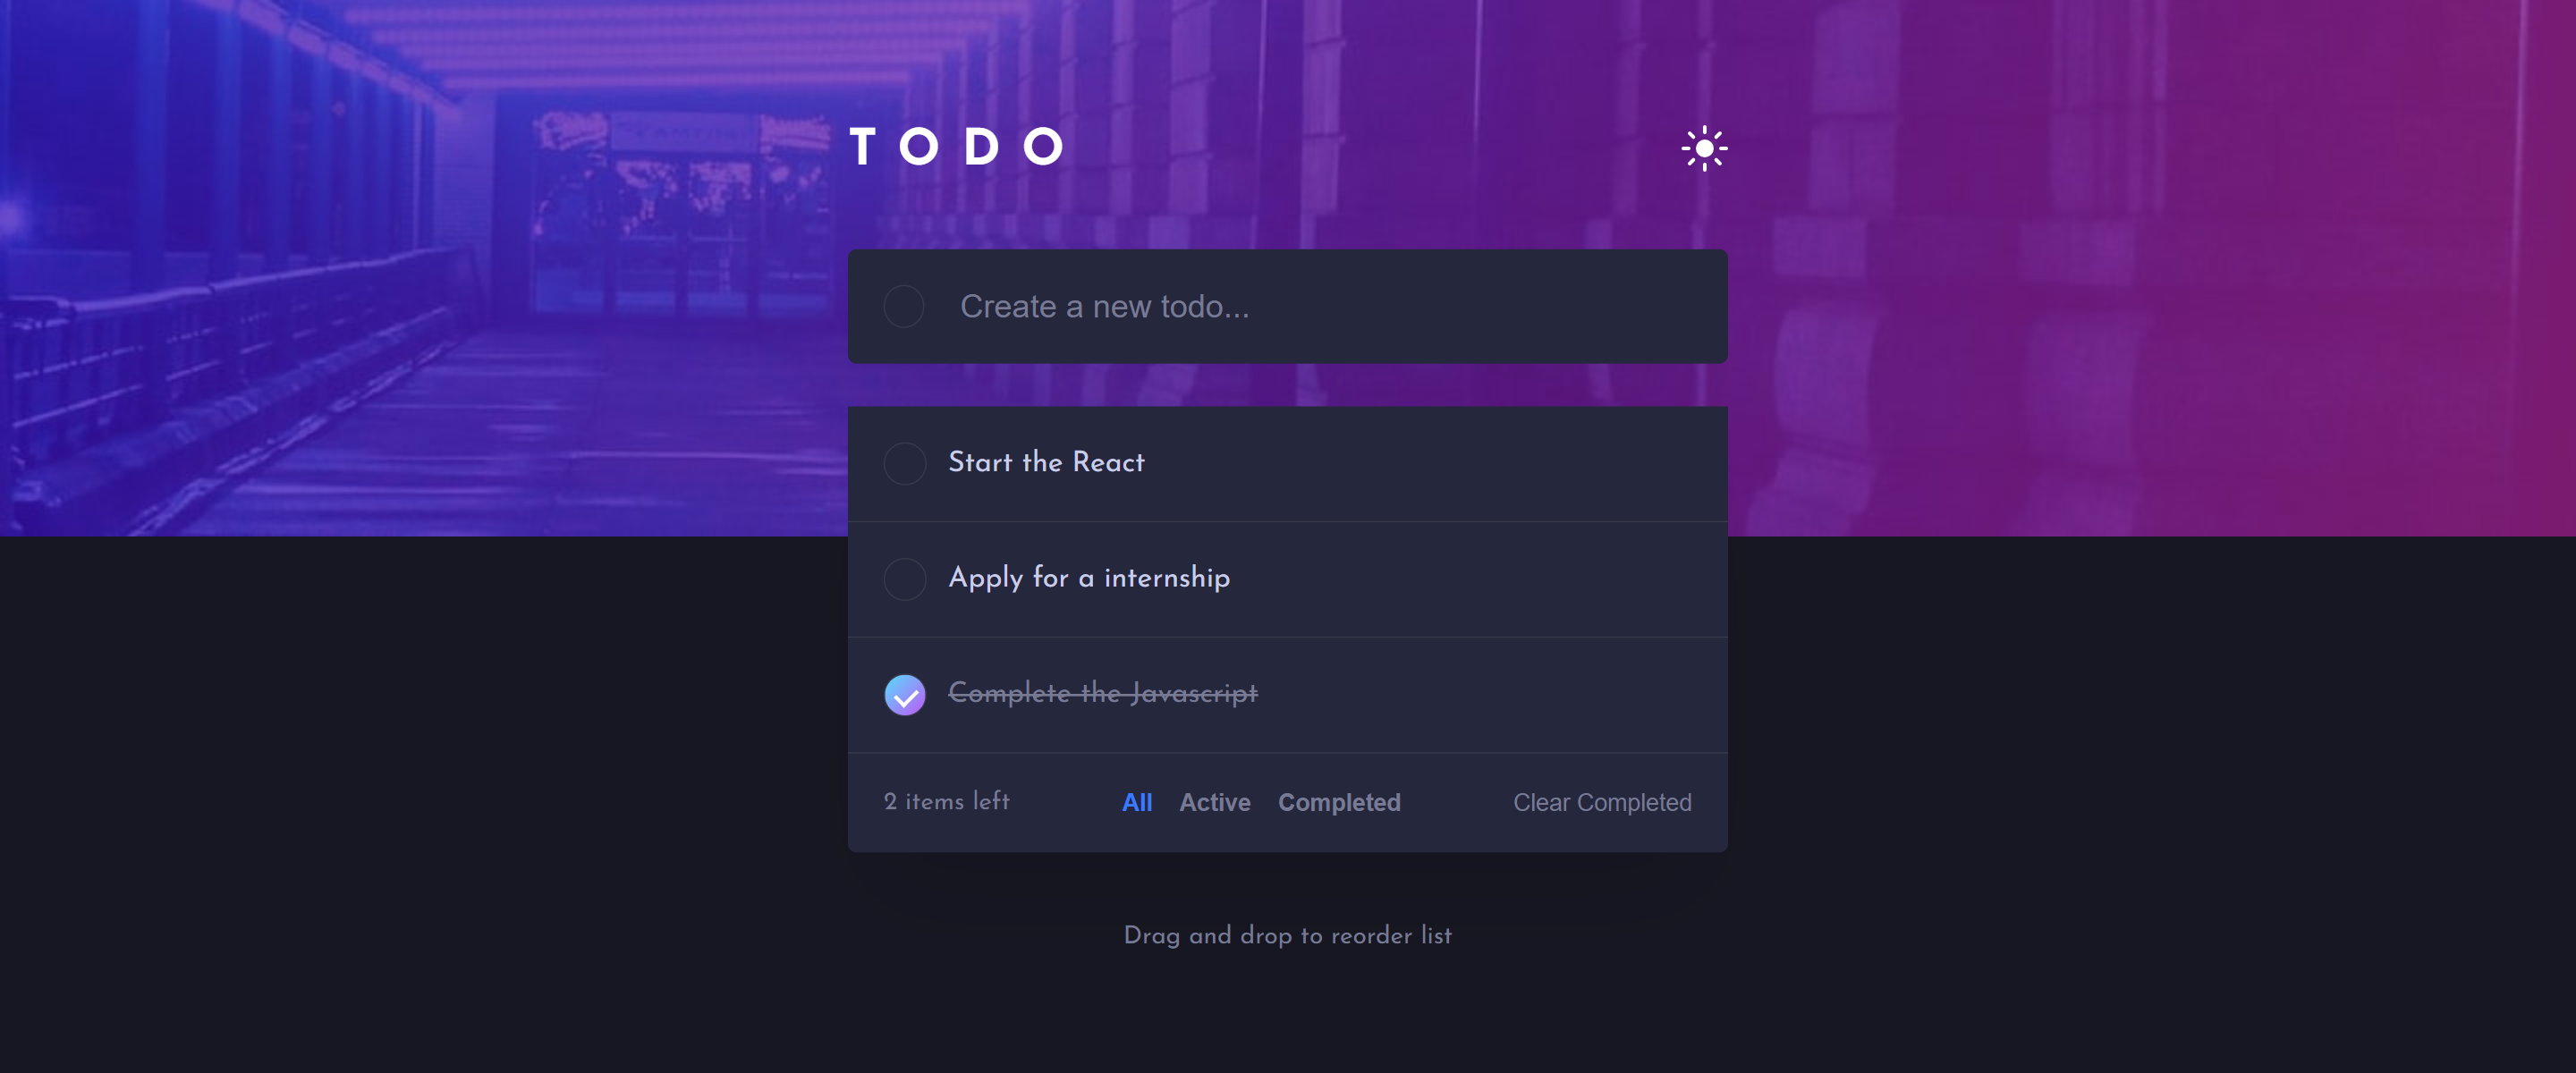 TODO
Create a new todo...
Start the React
Apply for a internship
Complete the Javascript
2 items left All Active Completed Clear Completed
Drag and drop to reorder list